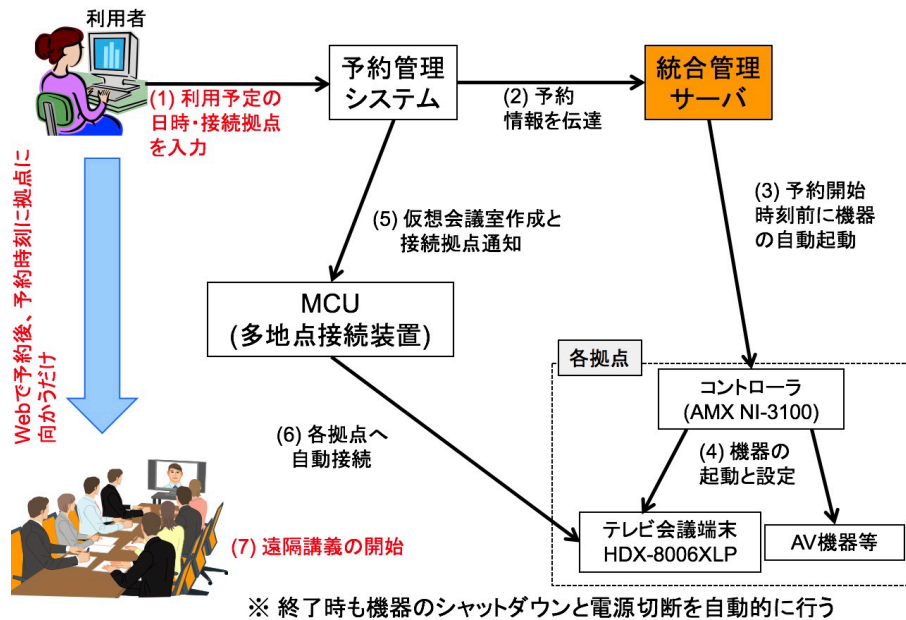 利用者
予約管理
システム
統合管理
サーバ
(1) 利用予定の
日時・接続拠点
を入力
(2) 予約
情報を伝達
(3) 予約開始
時刻前に機器
の自動起動
(5) 仮想会議室作成と
接続拠点通知
Webで予約後、予約時刻に拠点に
向かうだけ
MCU
(多地点接続装置)
各拠点
コントローラ
(AMX NI-3100)
(4) 機器の
起動と設定
(6) 各拠点へ
自動接続
テレビ会議端末
HDX-8006XLP
AV機器等
(7) 遠隔講義の開始
※ 終了時も機器のシャットダウンと電源切断を自動的に行う